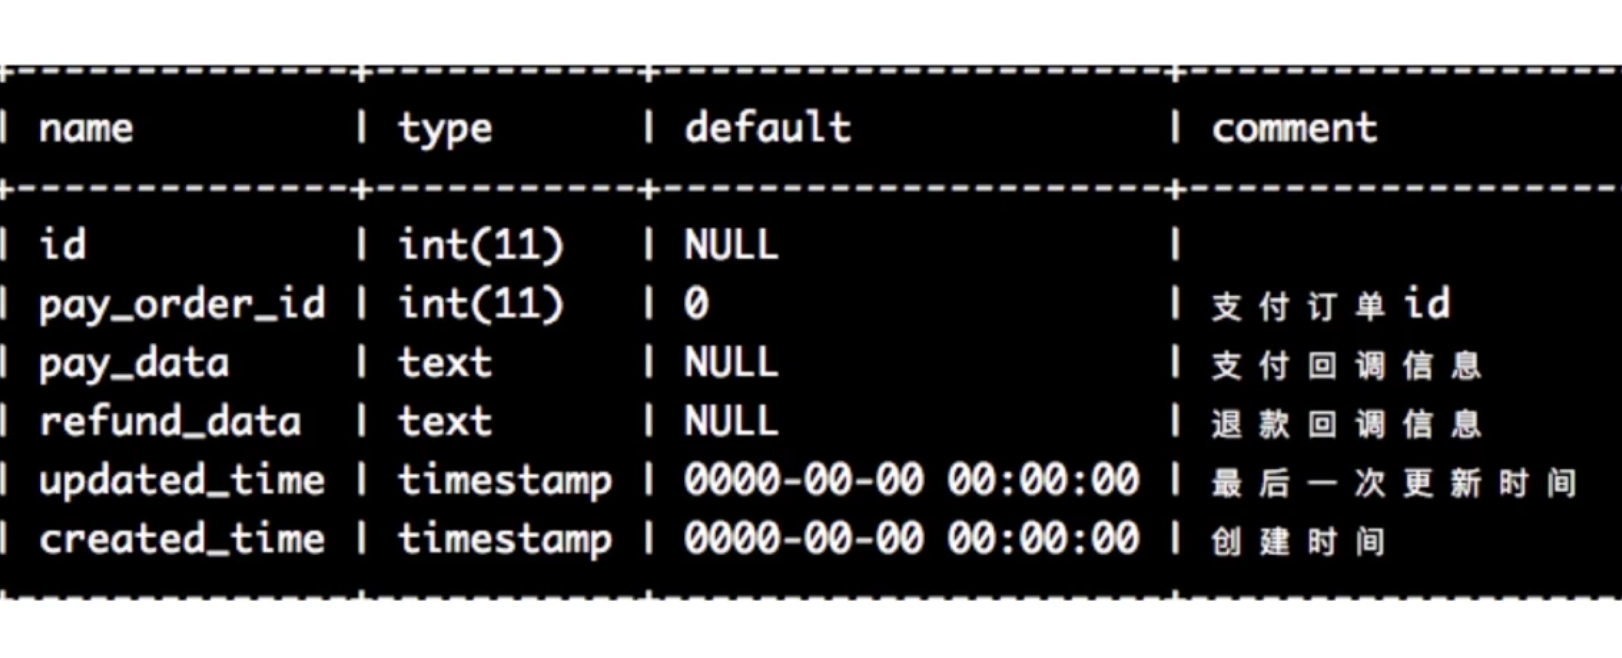 | name | type | default | comment
| id | int(11) | NULL |
| pay_order_id | int(11) | 0 | 支付订单id
| pay_data | text | NULL | 支付回调信息
| refund_data | text | NULL | 退款回调信息
| updated_time | timestamp | 0000-00-00 00:00:00 | 最后一次更新时间
| created_time | timestamp | 0000-00-00 00:00:00 | 创建时间